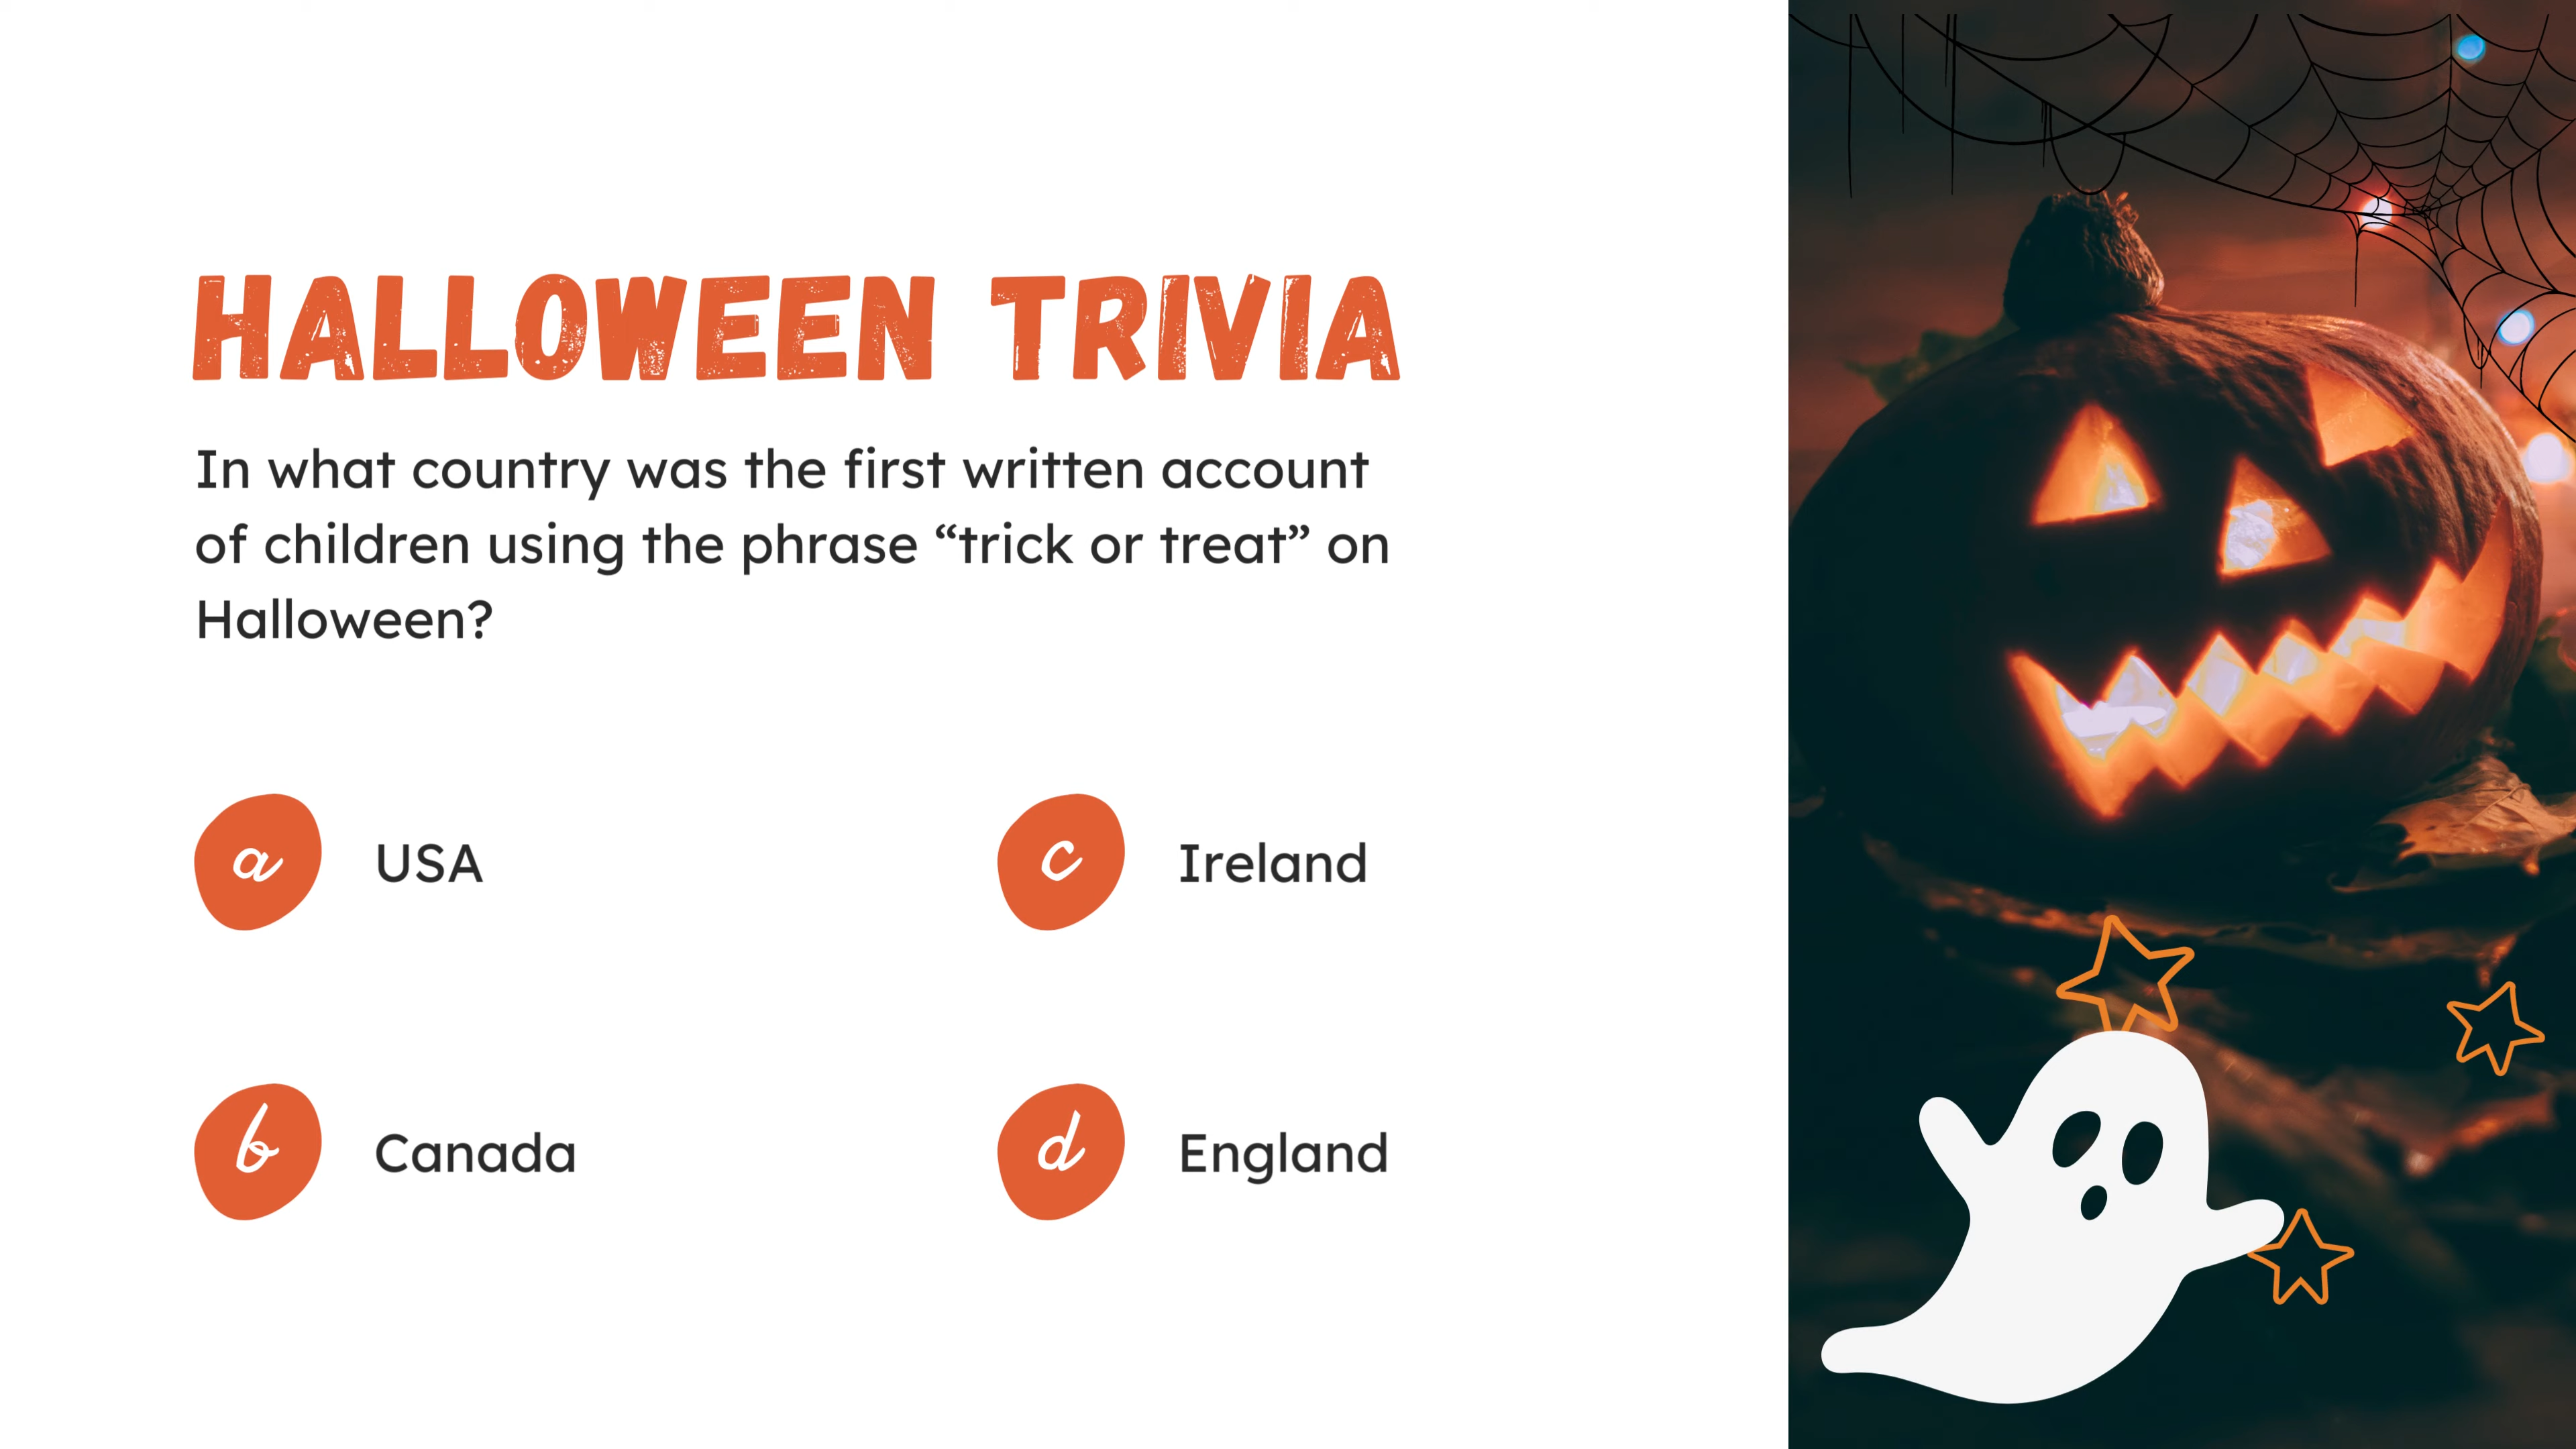 HALLOWEEN TRIVIA
In what country was the first written account
of children using the phrase “trick or treat” on
Halloween?
a USA
c Ireland
b Canada
d England